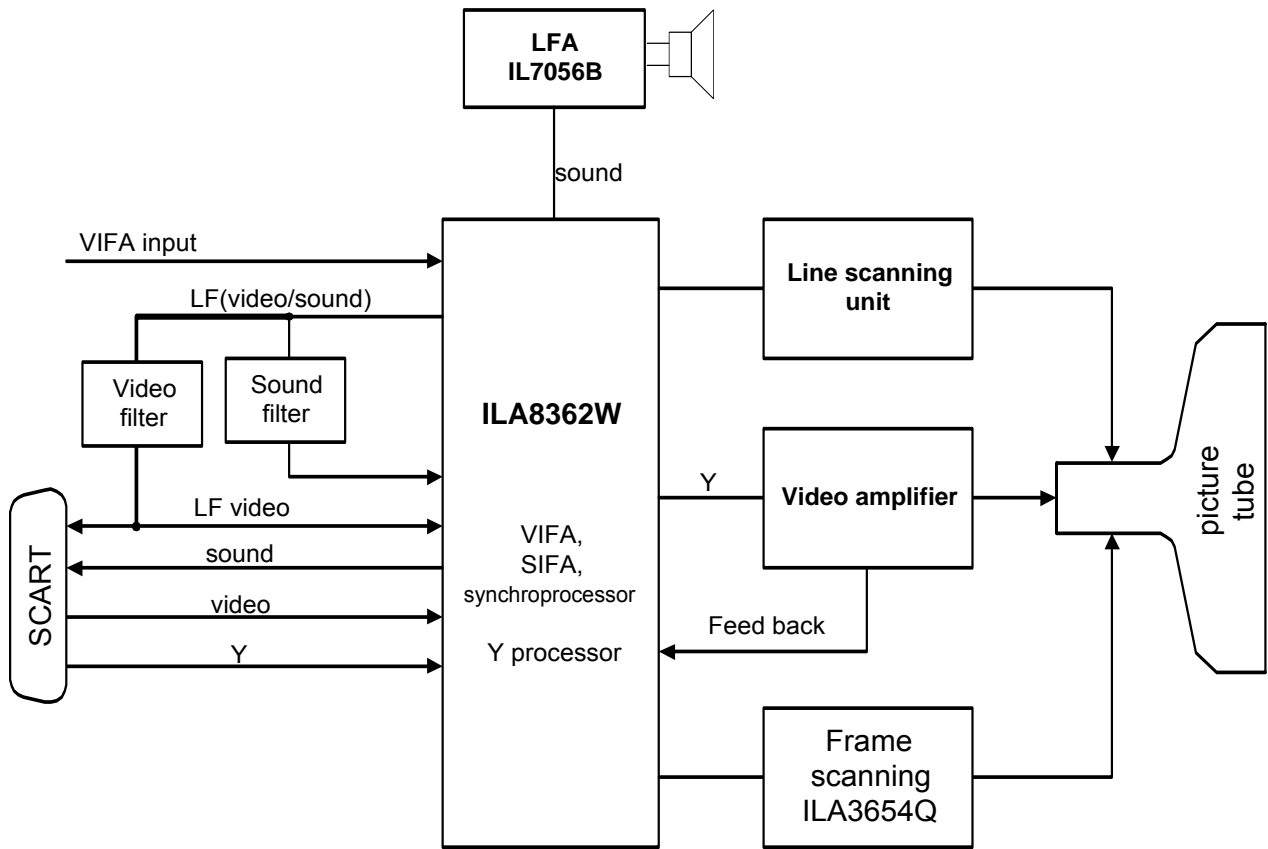 LFA
IL7056B
sound
VIFA input
LF(video/sound)
Video
filter
Sound
filter
LF video
sound
video
Y
SCART
ILA8362W
VIFA,
SIFA,
synchroprocessor
Y processor
Line scanning
unit
Y
Video amplifier
Feed back
Frame
scanning
ILA3654Q
picture
tube